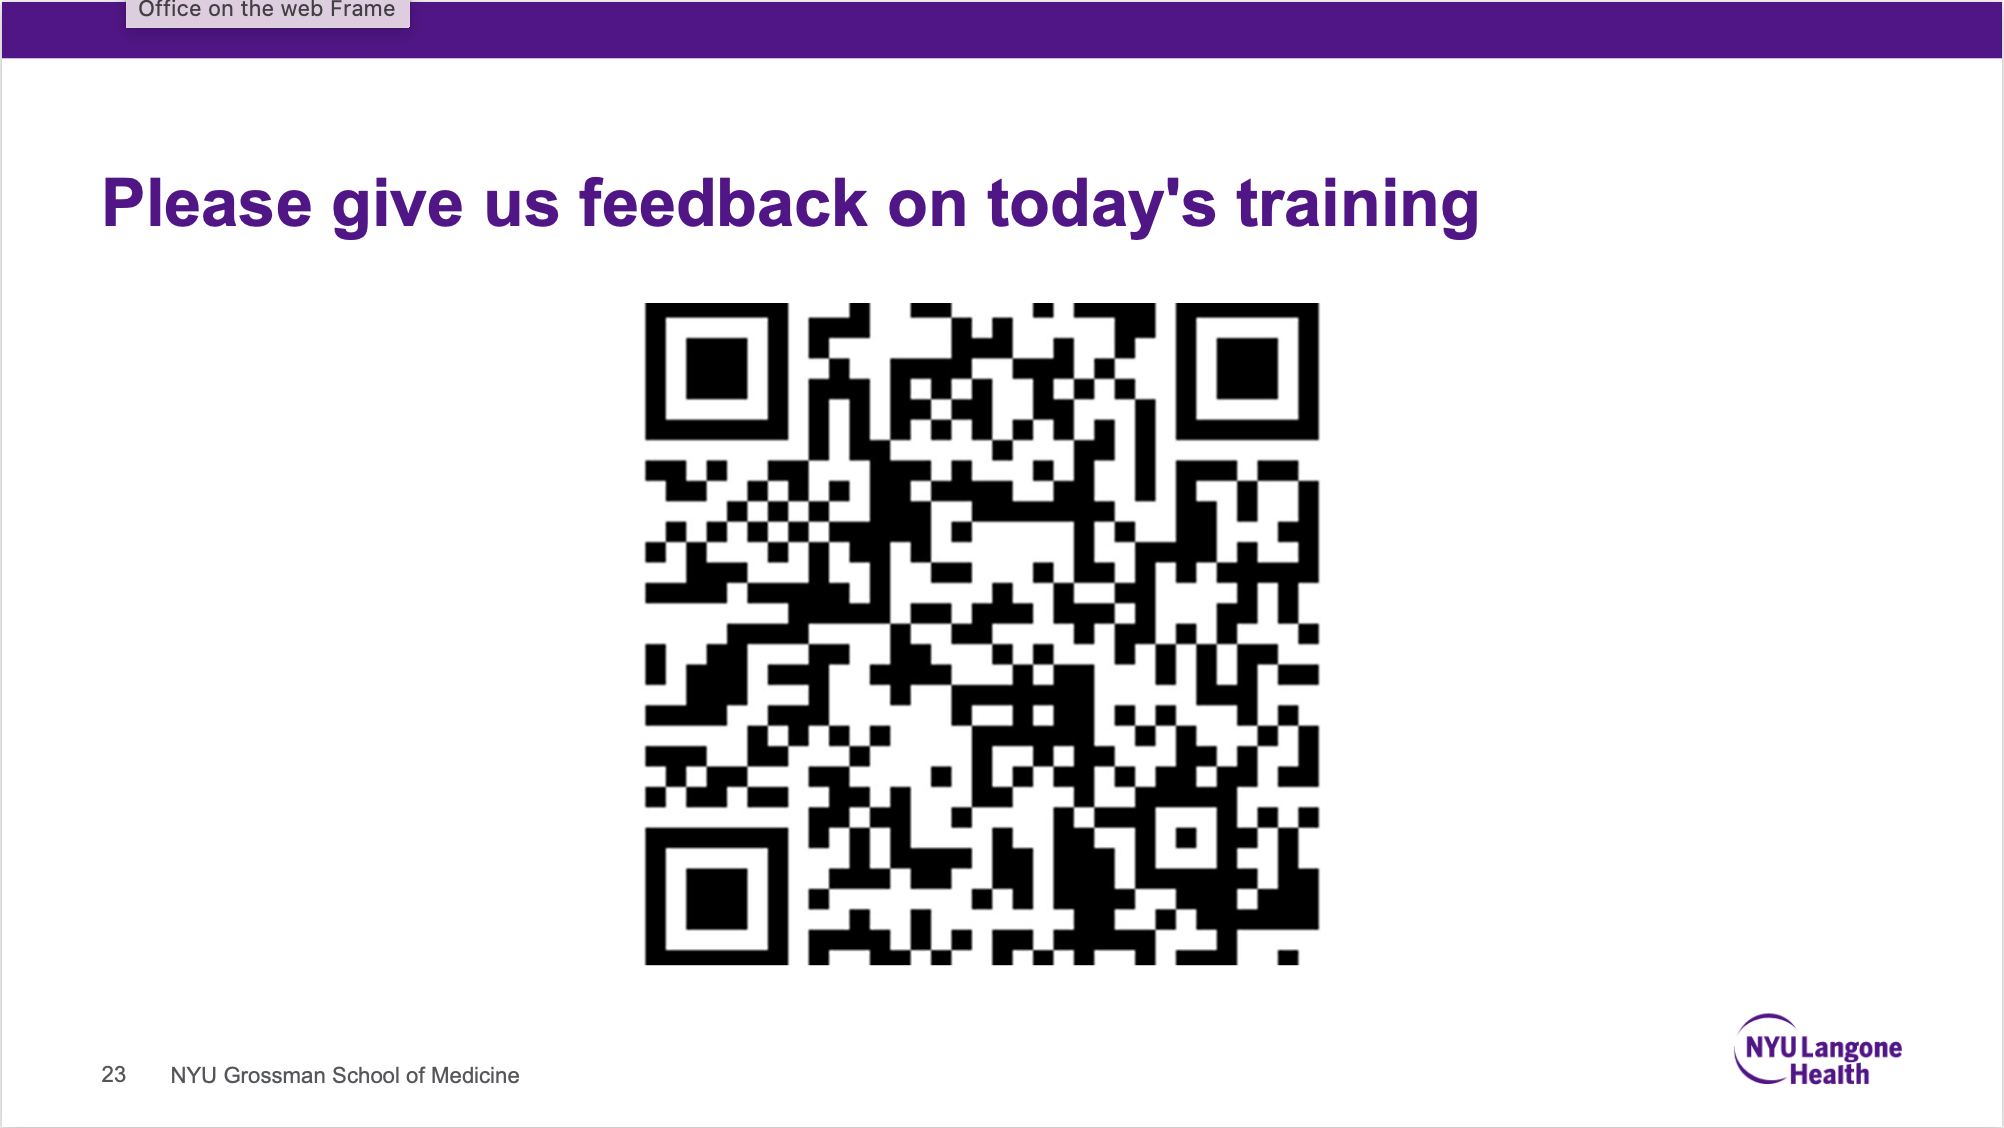 Office on the web Frame
Please give us feedback on today's training
23 NYU Grossman School of Medicine
NYU Langone
Health